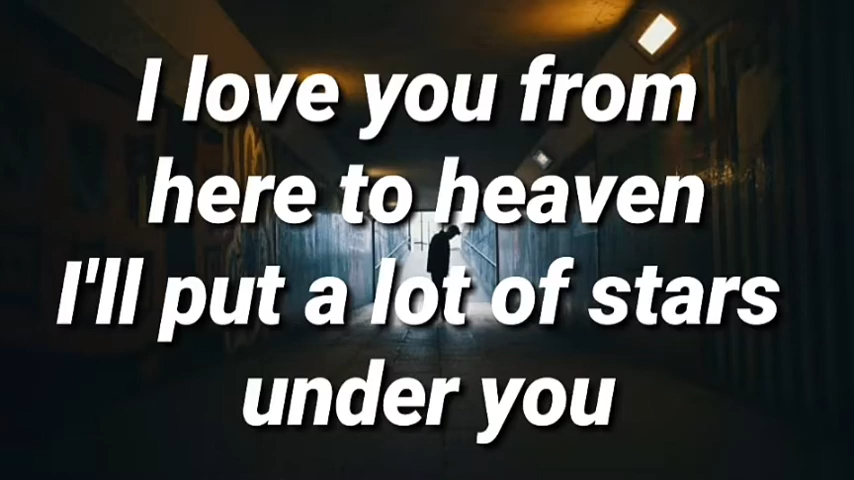 I love you from
here to heaven
I'll put a lot of stars
under you